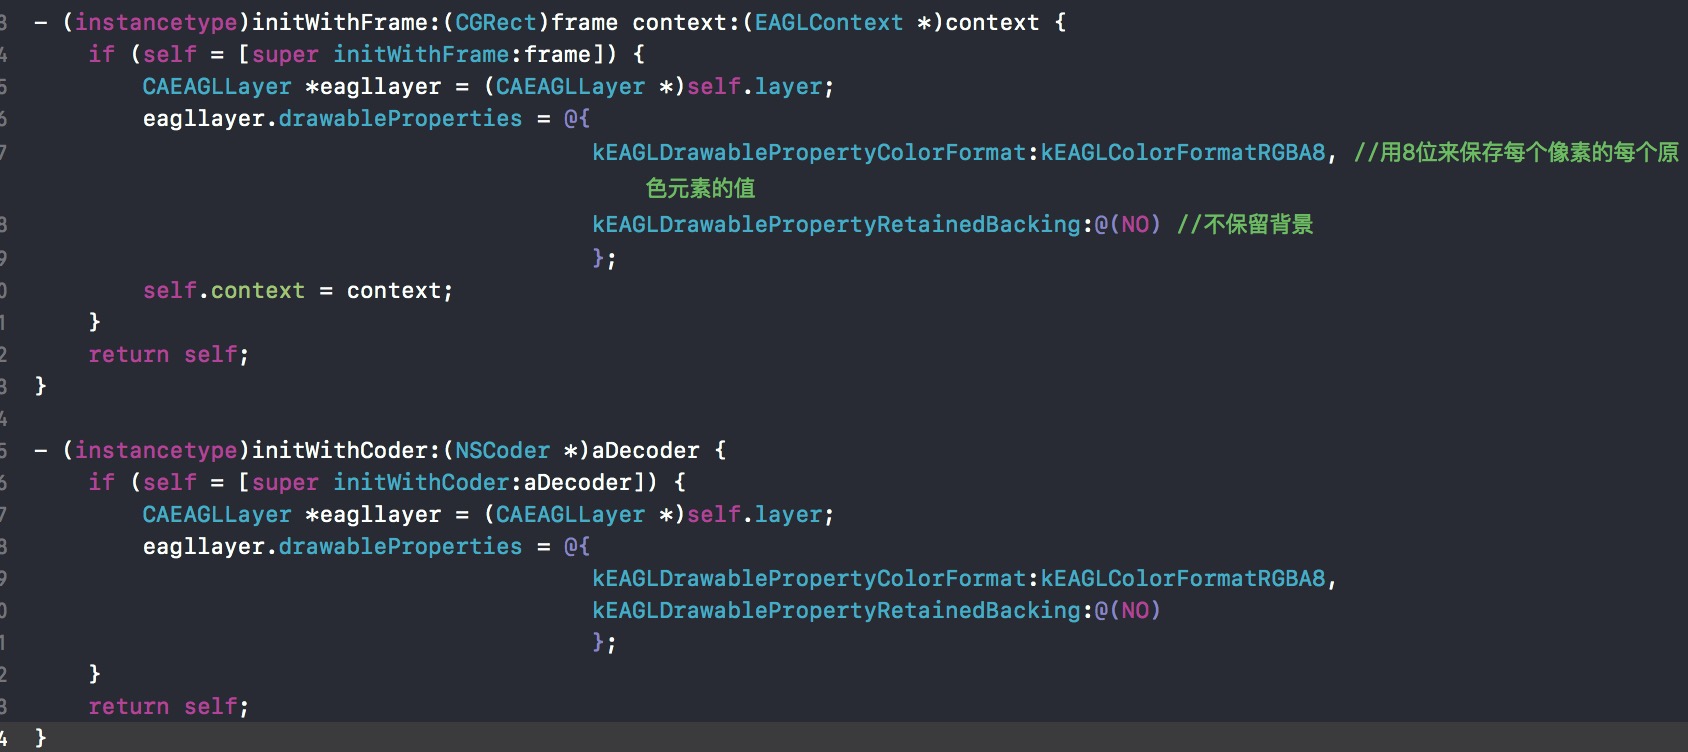 3 - (instancetype)initWithFrame:(CGRect)frame context:(EAGLContext *)context {
4 if (self = [super initWithFrame:frame]) {
5 CAEAGLLayer *eagllayer = (CAEAGLLayer *)self.layer;
6 eagllayer.drawableProperties = @{
7 kEAGLDrawablePropertyColorFormat:kEAGLColorFormatRGBA8, //用8位来保存每个像素的每个原
色元素的值
8 kEAGLDrawablePropertyRetainedBacking:@(NO) //不保留背景
9 };
0 self.context = context;
1 }
2 return self;
3 }
4
5 - (instancetype)initWithCoder:(NSCoder *)aDecoder {
6 if (self = [super initWithCoder:aDecoder]) {
7 CAEAGLLayer *eagllayer = (CAEAGLLayer *)self.layer;
8 eagllayer.drawableProperties = @{
9 kEAGLDrawablePropertyColorFormat:kEAGLColorFormatRGBA8,
0 kEAGLDrawablePropertyRetainedBacking:@(NO)
1 };
2 }
3 return self;
4 }